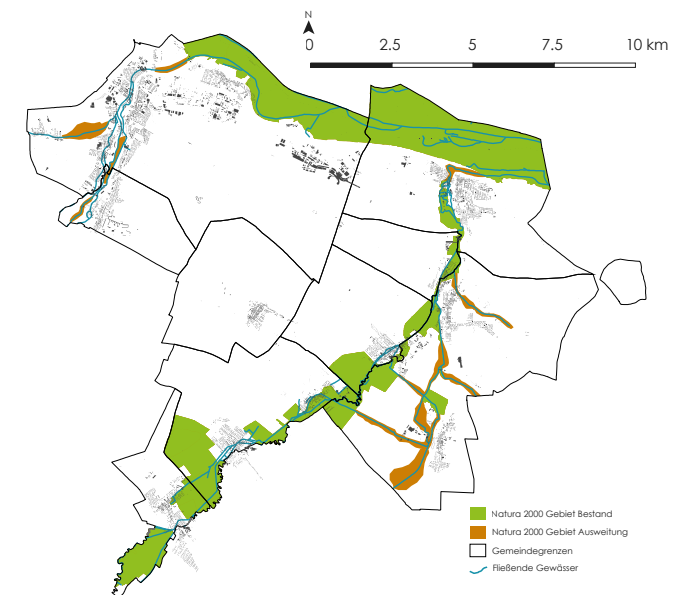 N
0 2.5 5 7.5 10 km
Natura 2000 Gebiet Bestand
Natura 2000 Gebiet Ausweitung
Gemeindegrenzen
Fließende Gewässer